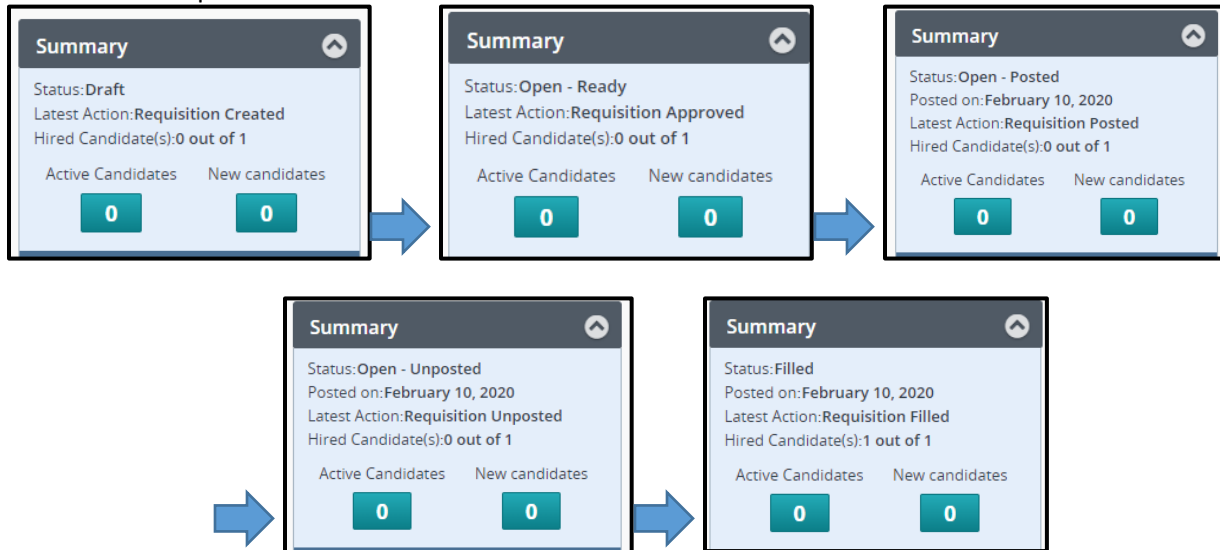 Summary
Status:Draft
Latest Action:Requisition Created
Hired Candidate(s):0 out of 1
Active Candidates New candidates
0 0
Summary
Status:Open - Ready
Latest Action:Requisition Approved
Hired Candidate(s):0 out of 1
Active Candidates New candidates
0 0
Summary
Status:Open - Posted
Posted on:February 10, 2020
Latest Action:Requisition Posted
Hired Candidate(s):0 out of 1
Active Candidates New candidates
0 0
Summary
Status:Open - Unposted
Posted on:February 10, 2020
Latest Action:Requisition Unposted
Hired Candidate(s):0 out of 1
Active Candidates New candidates
0 0
Summary
Status:Filled
Posted on:February 10, 2020
Latest Action:Requisition Filled
Hired Candidate(s):1 out of 1
Active Candidates New candidates
0 0